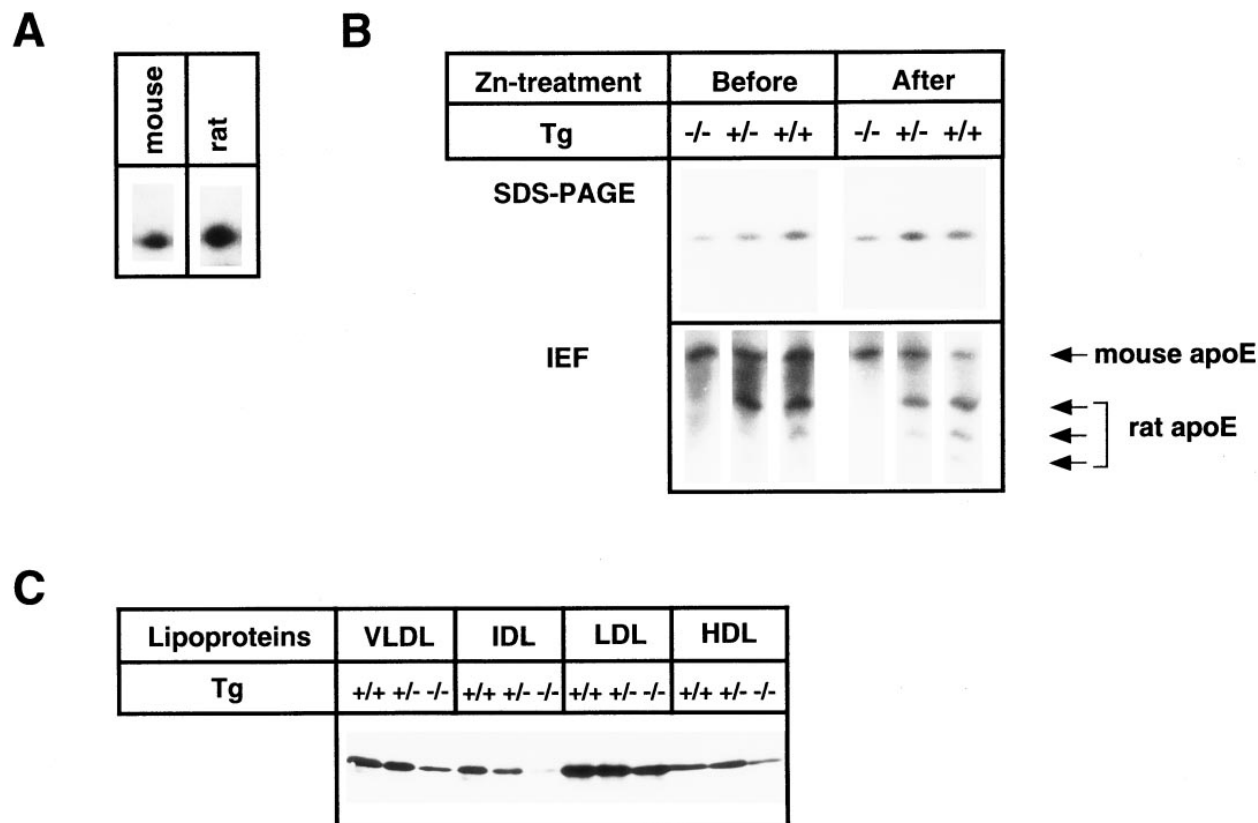 A
mouse rat
B
Zn-treatment Before After
Tg -/- +/- +/+ -/- +/- +/+
SDS-PAGE
IEF
mouse apoE
rat apoE
C
Lipoproteins VLDL IDL LDL HDL
Tg +/+ +/- -/- +/+ +/- -/- +/+ +/- -/- +/+ +/- -/-